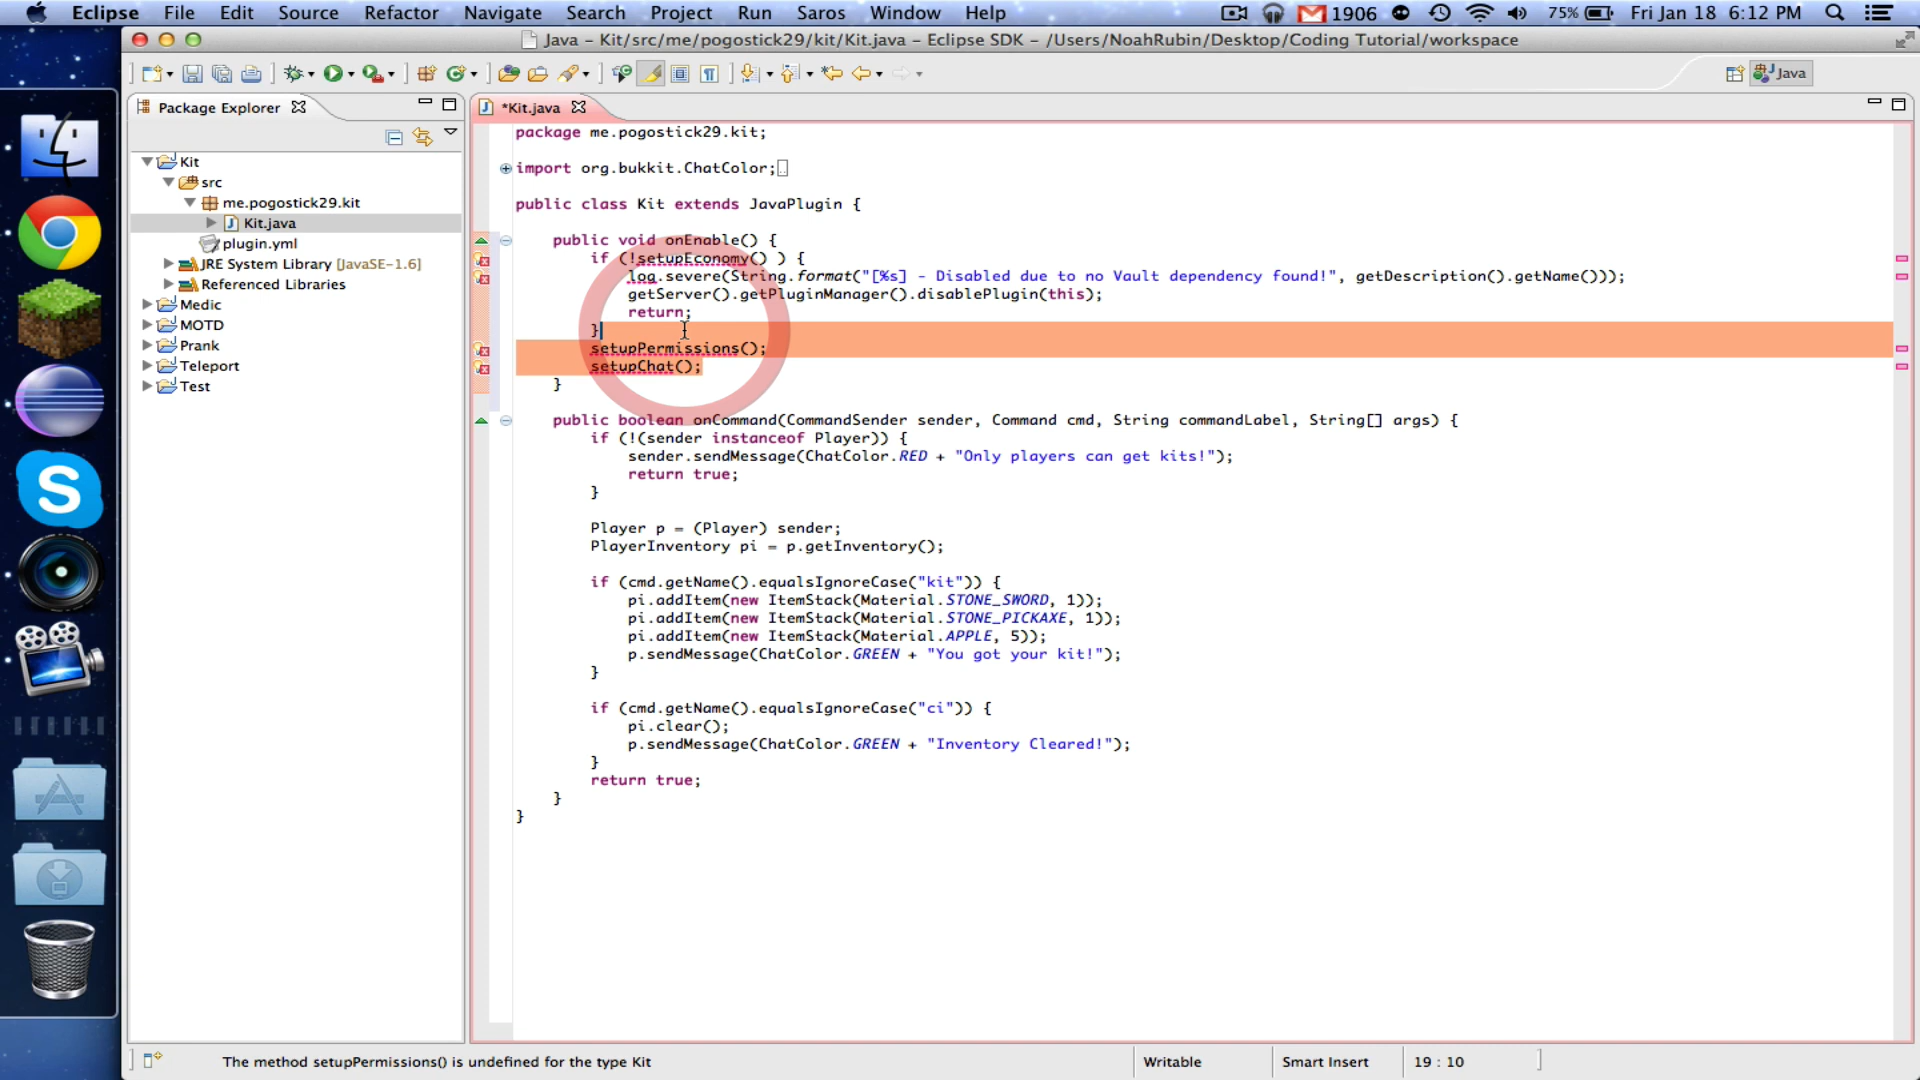 Eclipse File Edit Source Refactor Navigate Search Project Run Saros Window Help 1906 75% Fri Jan 18 6:12 PM
Java – Kit/src/me/pogostick29/kit/Kit.java – Eclipse SDK – /Users/NoahRubin/Desktop/Coding Tutorial/workspace
Java
Package Explorer
*Kit.java
Kit
src
me.pogostick29.kit
Kit.java
plugin.yml
JRE System Library [JavaSE-1.6]
Referenced Libraries
Medic
MOTD
Prank
Teleport
Test
package me.pogostick29.kit;
import org.bukkit.ChatColor;
public class Kit extends JavaPlugin {
public void onEnable() {
if (!setupEconomy() ) {
log.severe(String.format("[%s] - Disabled due to no Vault dependency found!", getDescription().getName()));
getServer().getPluginManager().disablePlugin(this);
return;
}
setupPermissions();
setupChat();
}
public boolean onCommand(CommandSender sender, Command cmd, String commandLabel, String[] args) {
if (!(sender instanceof Player)) {
sender.sendMessage(ChatColor.RED + "Only players can get kits!");
return true;
}
Player p = (Player) sender;
PlayerInventory pi = p.getInventory();
if (cmd.getName().equalsIgnoreCase("kit")) {
pi.addItem(new ItemStack(Material.STONE_SWORD, 1));
pi.addItem(new ItemStack(Material.STONE_PICKAXE, 1));
pi.addItem(new ItemStack(Material.APPLE, 5));
p.sendMessage(ChatColor.GREEN + "You got your kit!");
}
if (cmd.getName().equalsIgnoreCase("ci")) {
pi.clear();
p.sendMessage(ChatColor.GREEN + "Inventory Cleared!");
}
return true;
}
}
The method setupPermissions() is undefined for the type Kit
Writable
Smart Insert
19 : 10